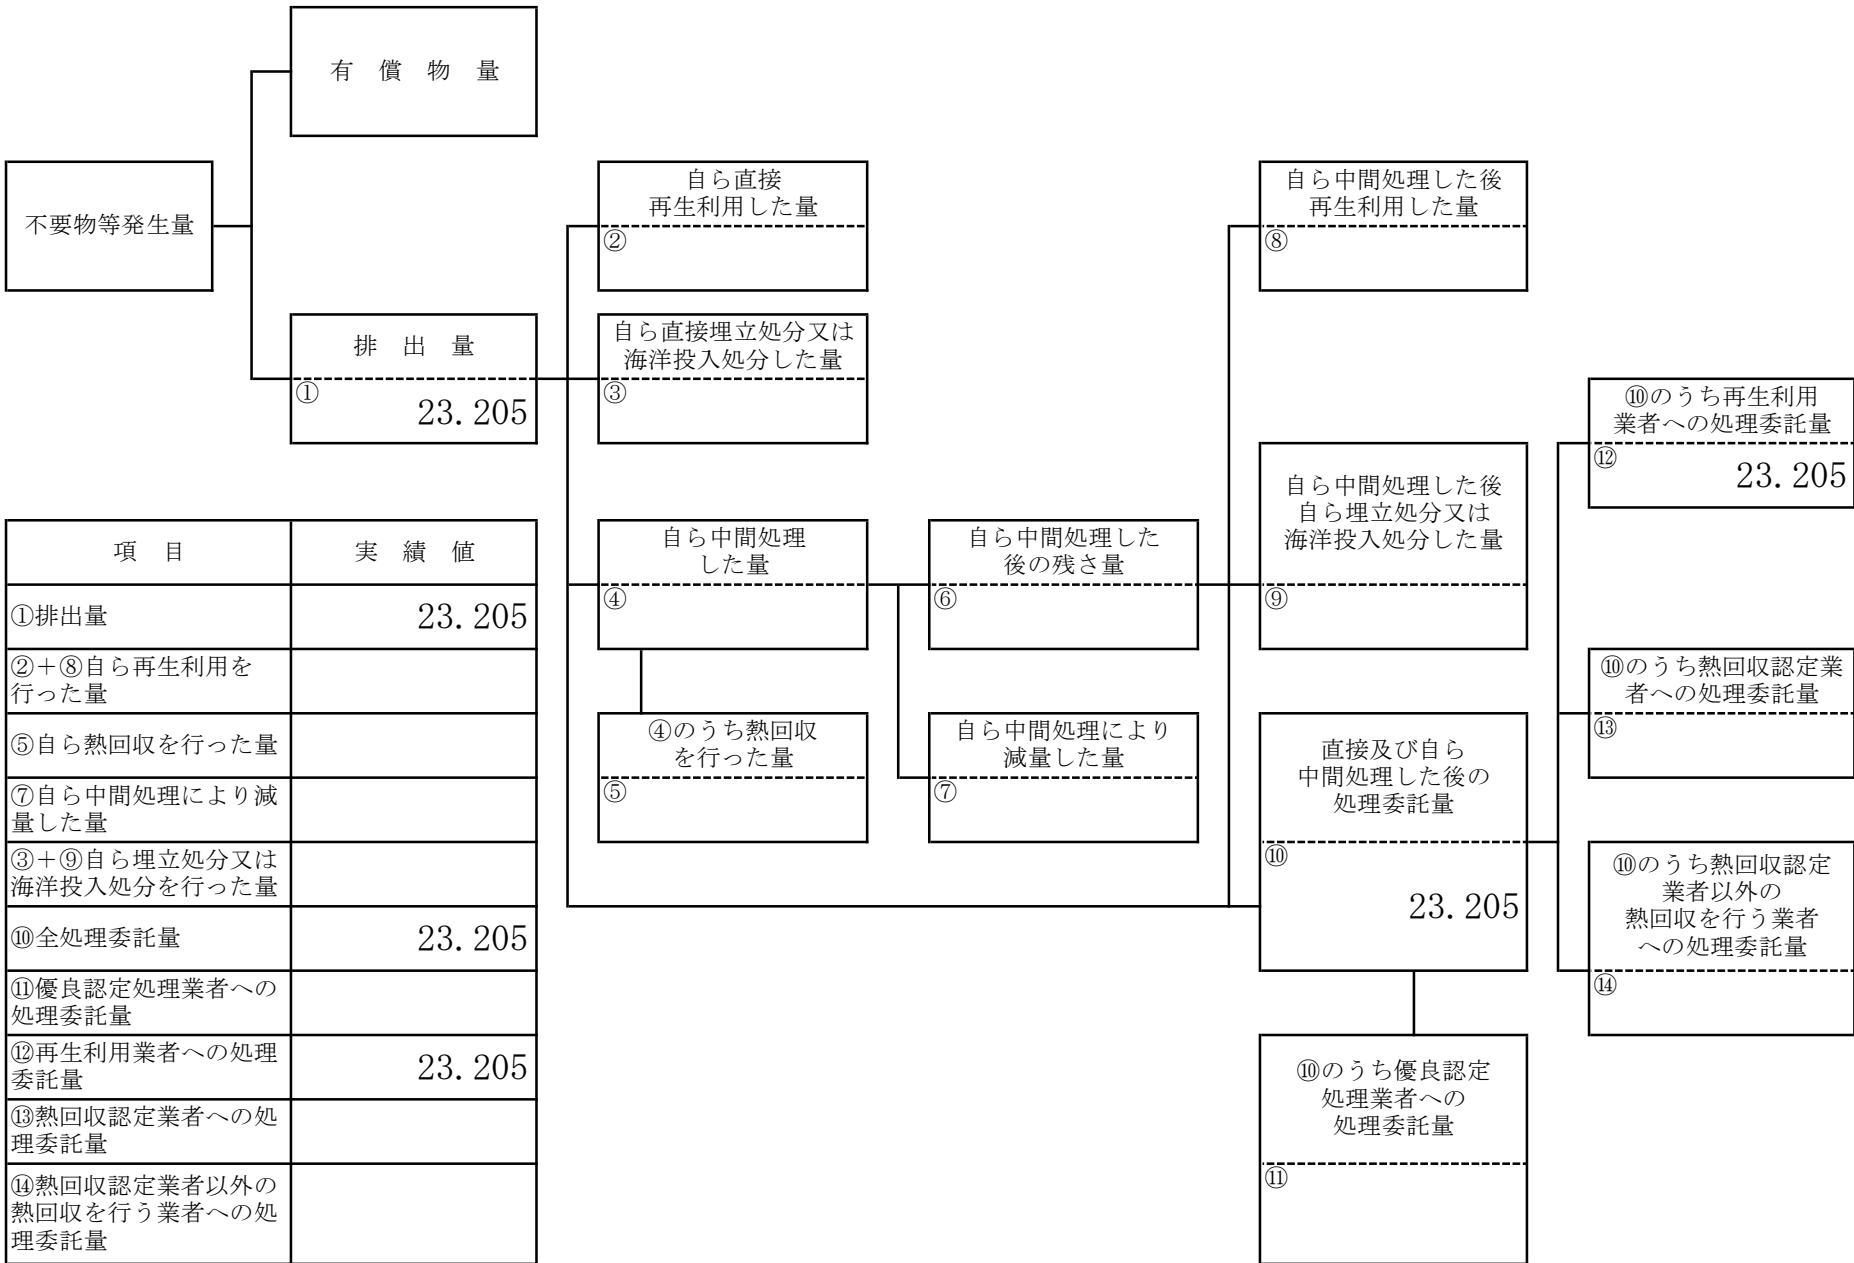 有　償　物　量
不要物等発生量
自ら直接
再生利用した量
②
自ら中間処理した後
再生利用した量
⑧
排　出　量
①
23.205
自ら直接埋立処分又は
海洋投入処分した量
③
⑩のうち再生利用
業者への処理委託量
⑫
23.205
自ら中間処理した後
自ら埋立処分又は
海洋投入処分した量
⑨
自ら中間処理
した量
④
自ら中間処理した
後の残さ量
⑥
⑩のうち熱回収認定業
者への処理委託量
⑬
④のうち熱回収
を行った量
⑤
自ら中間処理により
減量した量
⑦
直接及び自ら
中間処理した後の
処理委託量
⑩
23.205
⑩のうち熱回収認定
業者以外の
熱回収を行う業者
への処理委託量
⑭
⑩のうち優良認定
処理業者への
処理委託量
⑪
項　目
実　績　値
①排出量
23.205
②＋⑧自ら再生利用を
行った量
⑤自ら熱回収を行った量
⑦自ら中間処理により減
量した量
③＋⑨自ら埋立処分又は
海洋投入処分を行った量
⑩全処理委託量
23.205
⑪優良認定処理業者への
処理委託量
⑫再生利用業者への処理
委託量
23.205
⑬熱回収認定業者への処
理委託量
⑭熱回収認定業者以外の
熱回収を行う業者への処
理委託量